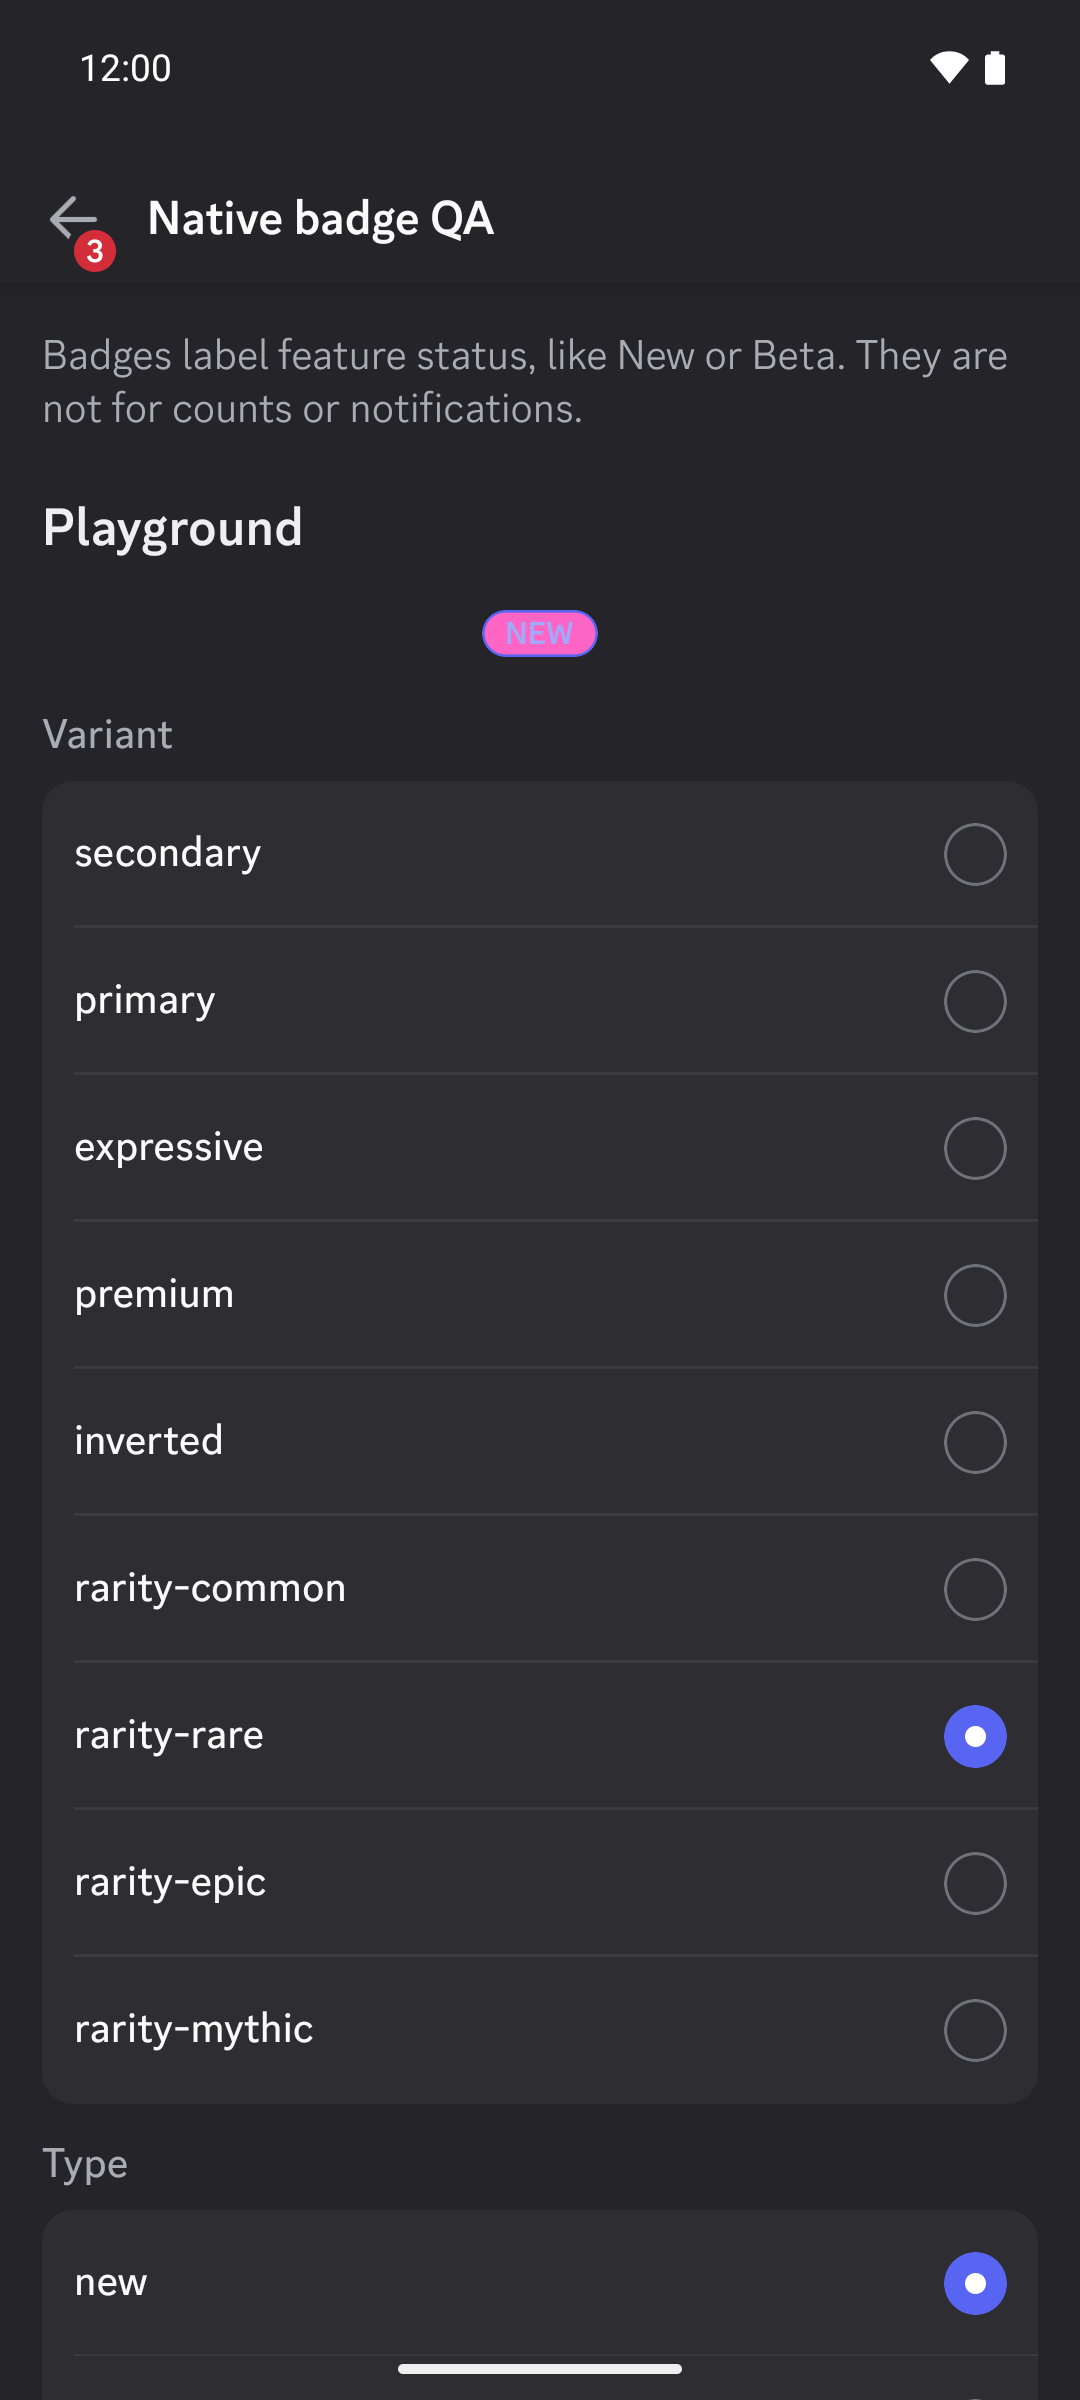 12:00
3
Native badge QA
Badges label feature status, like New or Beta. They are
not for counts or notifications.
Playground
NEW
Variant
secondary
primary
expressive
premium
inverted
rarity-common
rarity-rare
rarity-epic
rarity-mythic
Type
new